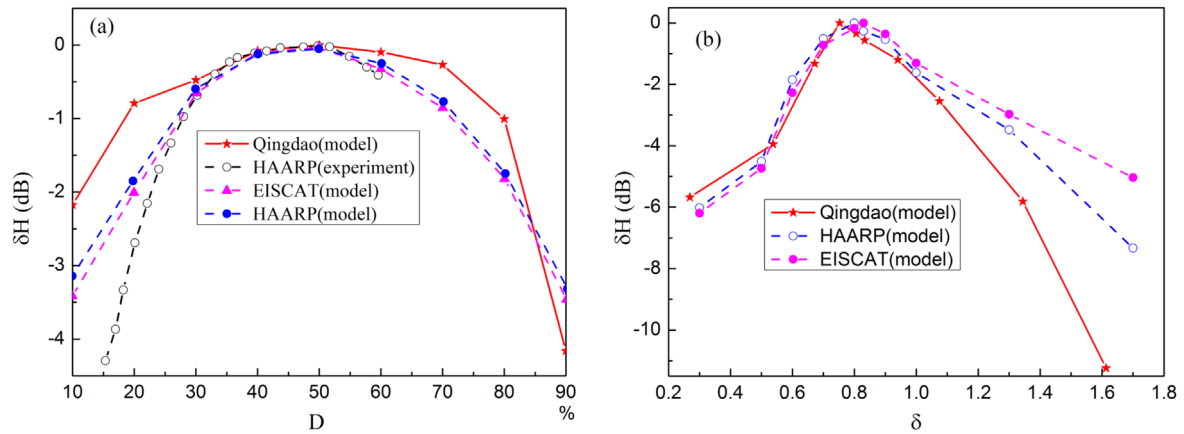 (a)
0
-1
-2
-3
-4
δH (dB)
Qingdao(model)
HAARP(experiment)
EISCAT(model)
HAARP(model)
10 20 30 40 50 60 70 80 90
%
D
(b)
0
-2
-4
-6
-8
-10
δH (dB)
Qingdao(model)
HAARP(model)
EISCAT(model)
0.2 0.4 0.6 0.8 1.0 1.2 1.4 1.6 1.8
δ